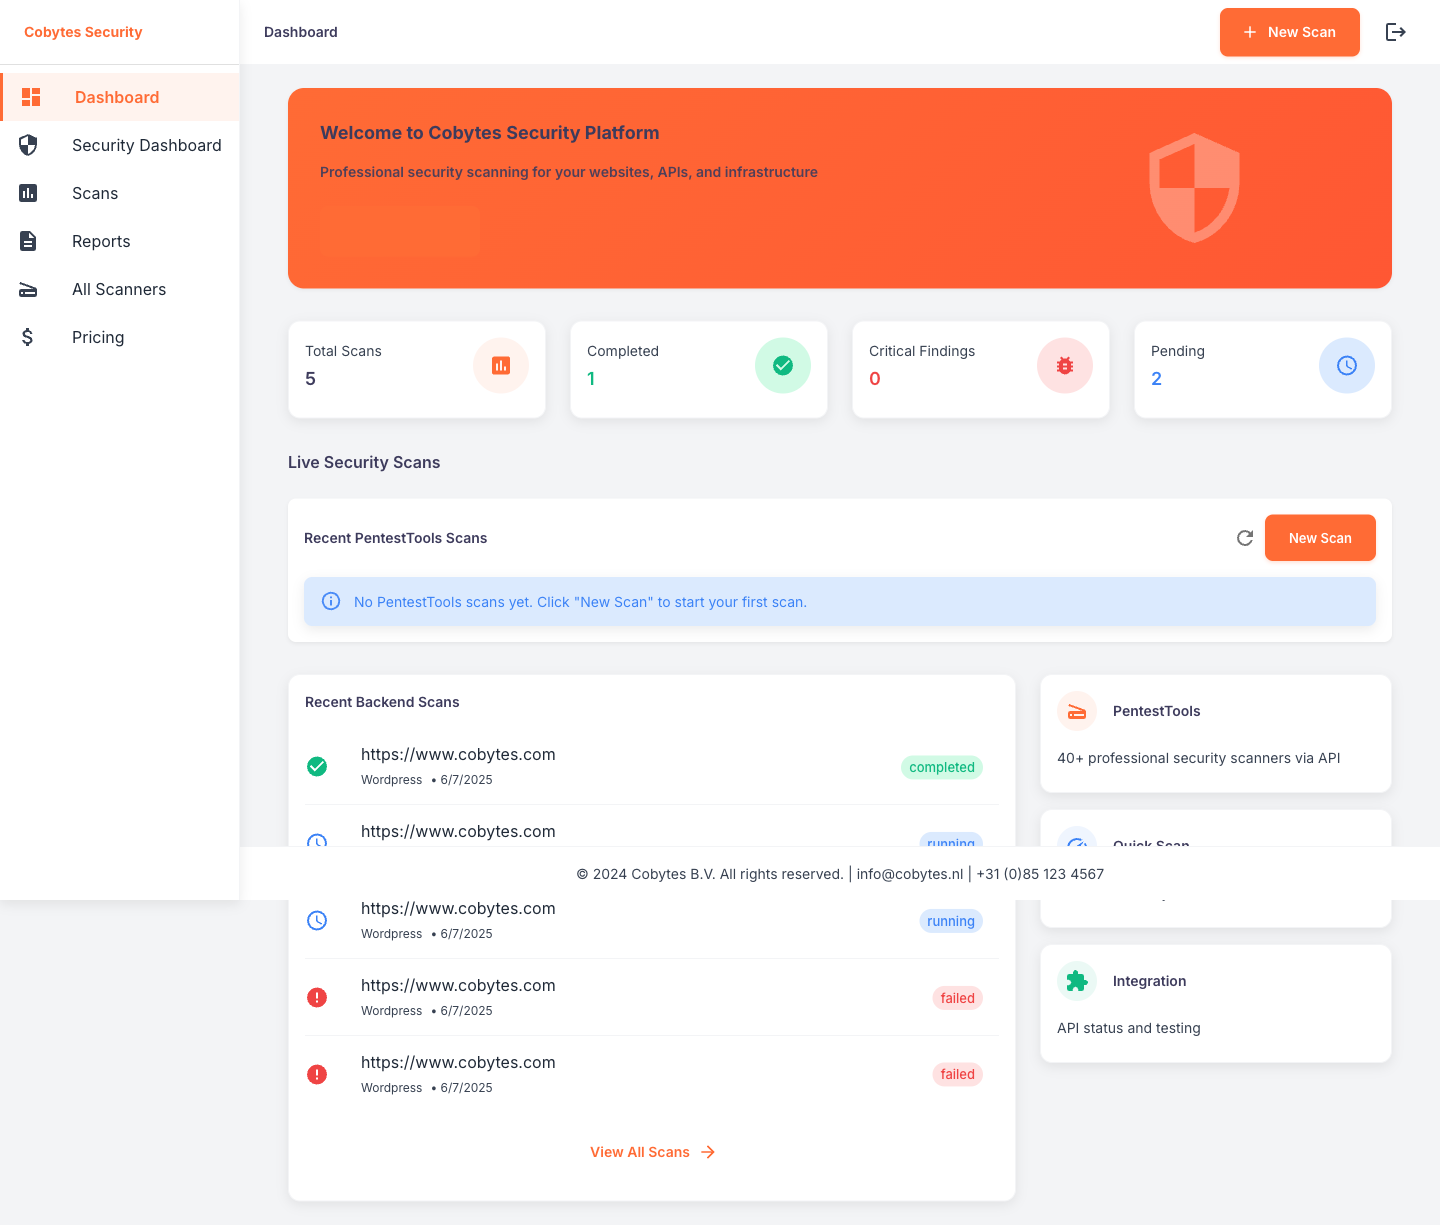 Cobytes Security
Dashboard
New Scan
Dashboard
Security Dashboard
Scans
Reports
All Scanners
Pricing
Welcome to Cobytes Security Platform
Professional security scanning for your websites, APIs, and infrastructure
Total Scans
5
Completed
1
Critical Findings
0
Pending
2
Live Security Scans
Recent PentestTools Scans
New Scan
No PentestTools scans yet. Click "New Scan" to start your first scan.
Recent Backend Scans
https://www.cobytes.com
Wordpress • 6/7/2025
completed
https://www.cobytes.com
running
https://www.cobytes.com
Wordpress • 6/7/2025
running
https://www.cobytes.com
Wordpress • 6/7/2025
failed
https://www.cobytes.com
Wordpress • 6/7/2025
failed
View All Scans
PentestTools
40+ professional security scanners via API
Quick Scan
Integration
API status and testing
© 2024 Cobytes B.V. All rights reserved. | info@cobytes.nl | +31 (0)85 123 4567